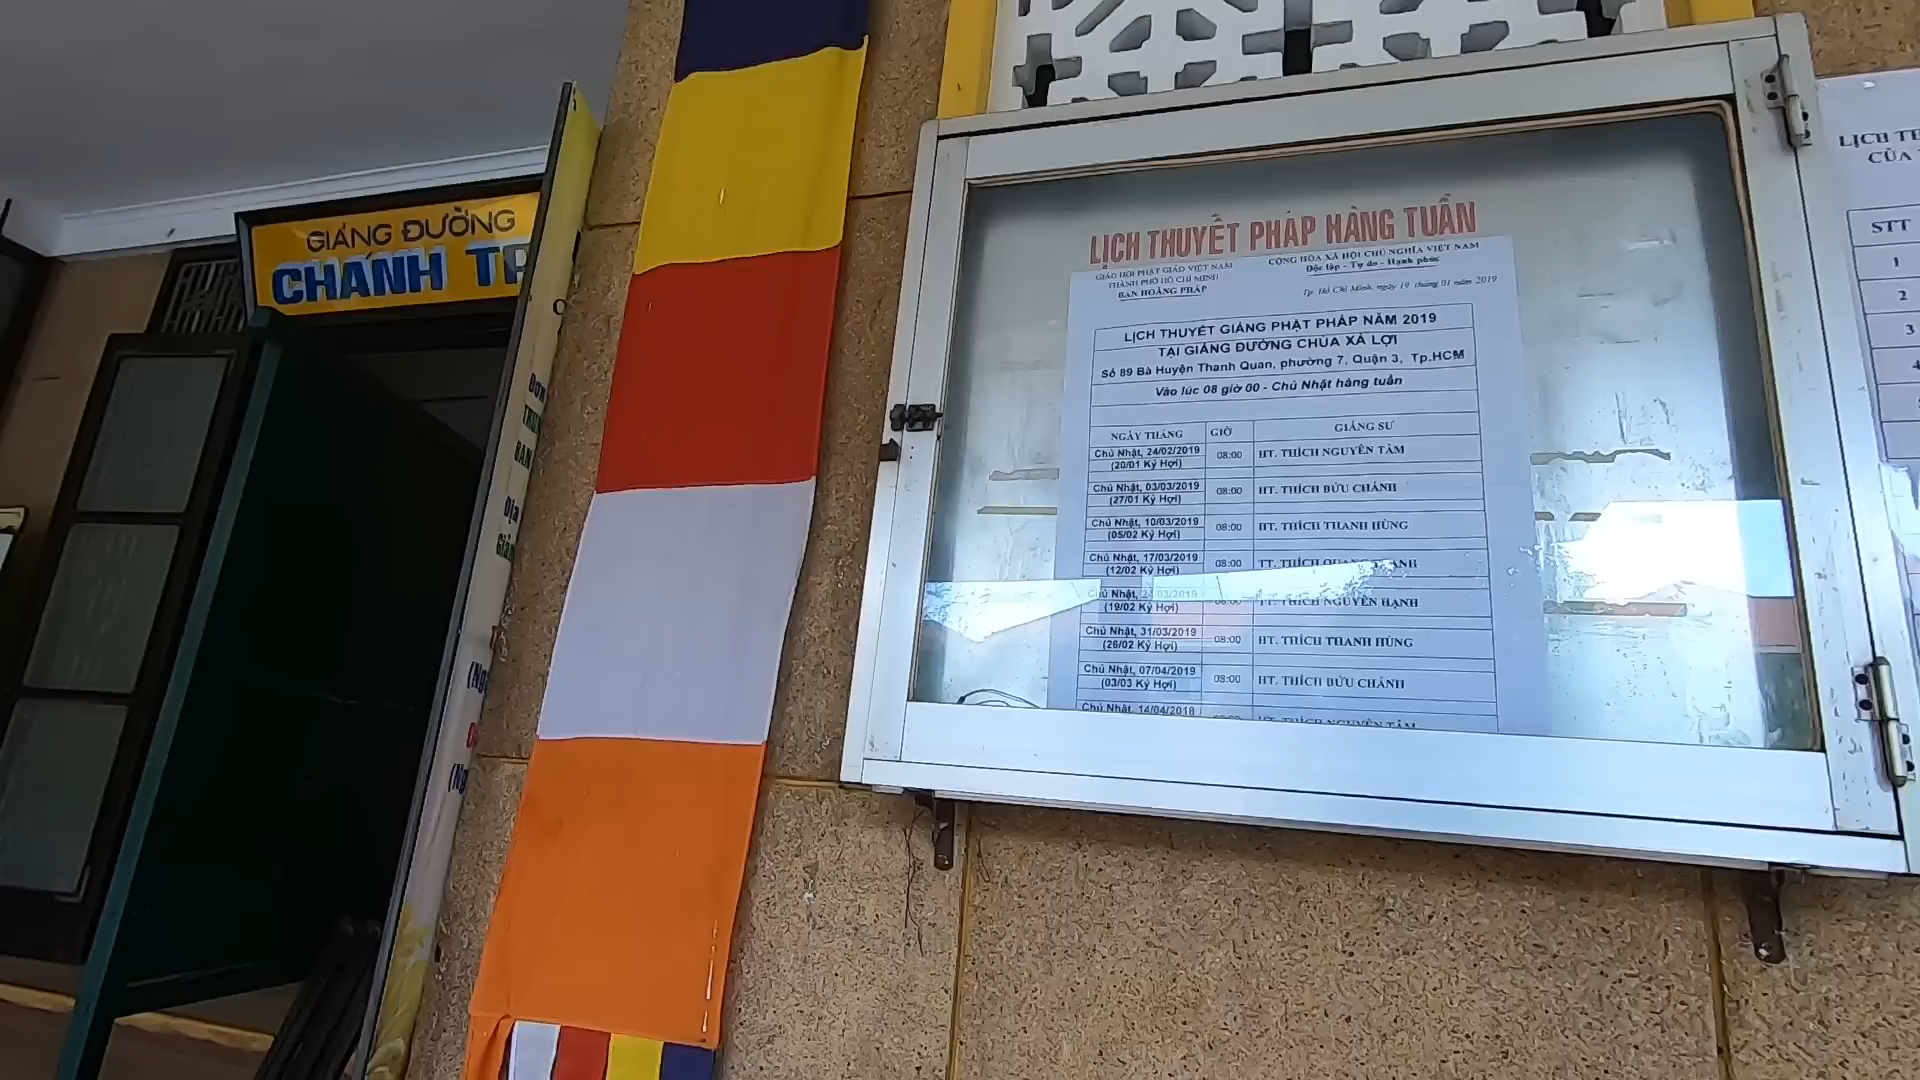 GIẢNG ĐƯỜNG
CHÁNH
LỊCH THUYẾT PHÁP HÀNG TUẦN
GIÁO HỘI PHẬT GIÁO VIỆT NAM
THÀNH PHỐ HỒ CHÍ MINH
BAN HOẰNG PHÁP
CỘNG HÒA XÃ HỘI CHỦ NGHĨA VIỆT NAM
Độc lập - Tự do - Hạnh phúc
Tp. Hồ Chí Minh, ngày 19 tháng 01 năm 2019
LỊCH THUYẾT GIẢNG PHẬT PHÁP NĂM 2019
TẠI GIẢNG ĐƯỜNG CHÙA XÁ LỢI
Số 89 Bà Huyện Thanh Quan, phường 7, Quận 3, Tp.HCM
Vào lúc 08 giờ 00 - Chủ Nhật hàng tuần
NGÀY THÁNG GIỜ GIẢNG SƯ
Chủ Nhật, 24/02/2019
(20/01 Kỷ Hợi) 08:00 HT. THÍCH NGUYÊN TÂM
Chủ Nhật, 03/03/2019
(27/01 Kỷ Hợi) 08:00 HT. THÍCH BỬU CHÁNH
Chủ Nhật, 10/03/2019
(05/02 Kỷ Hợi) 08:00 HT. THÍCH THANH HÙNG
Chủ Nhật, 17/03/2019
(12/02 Kỷ Hợi) 08:00 TT. THÍCH
Chủ Nhật, 24/03/2019
(19/02 Kỷ Hợi) 08:00 TT. THÍCH NGUYÊN HẠNH
Chủ Nhật, 31/03/2019
(26/02 Kỷ Hợi) 08:00 HT. THÍCH THANH HÙNG
Chủ Nhật, 07/04/2019
(03/03 Kỷ Hợi) 08:00 HT. THÍCH BỬU CHÁNH
Chủ Nhật, 14/04/2018 HT. THÍCH NGUYÊN TÂM
LỊCH
CỦA
STT
1
2
3